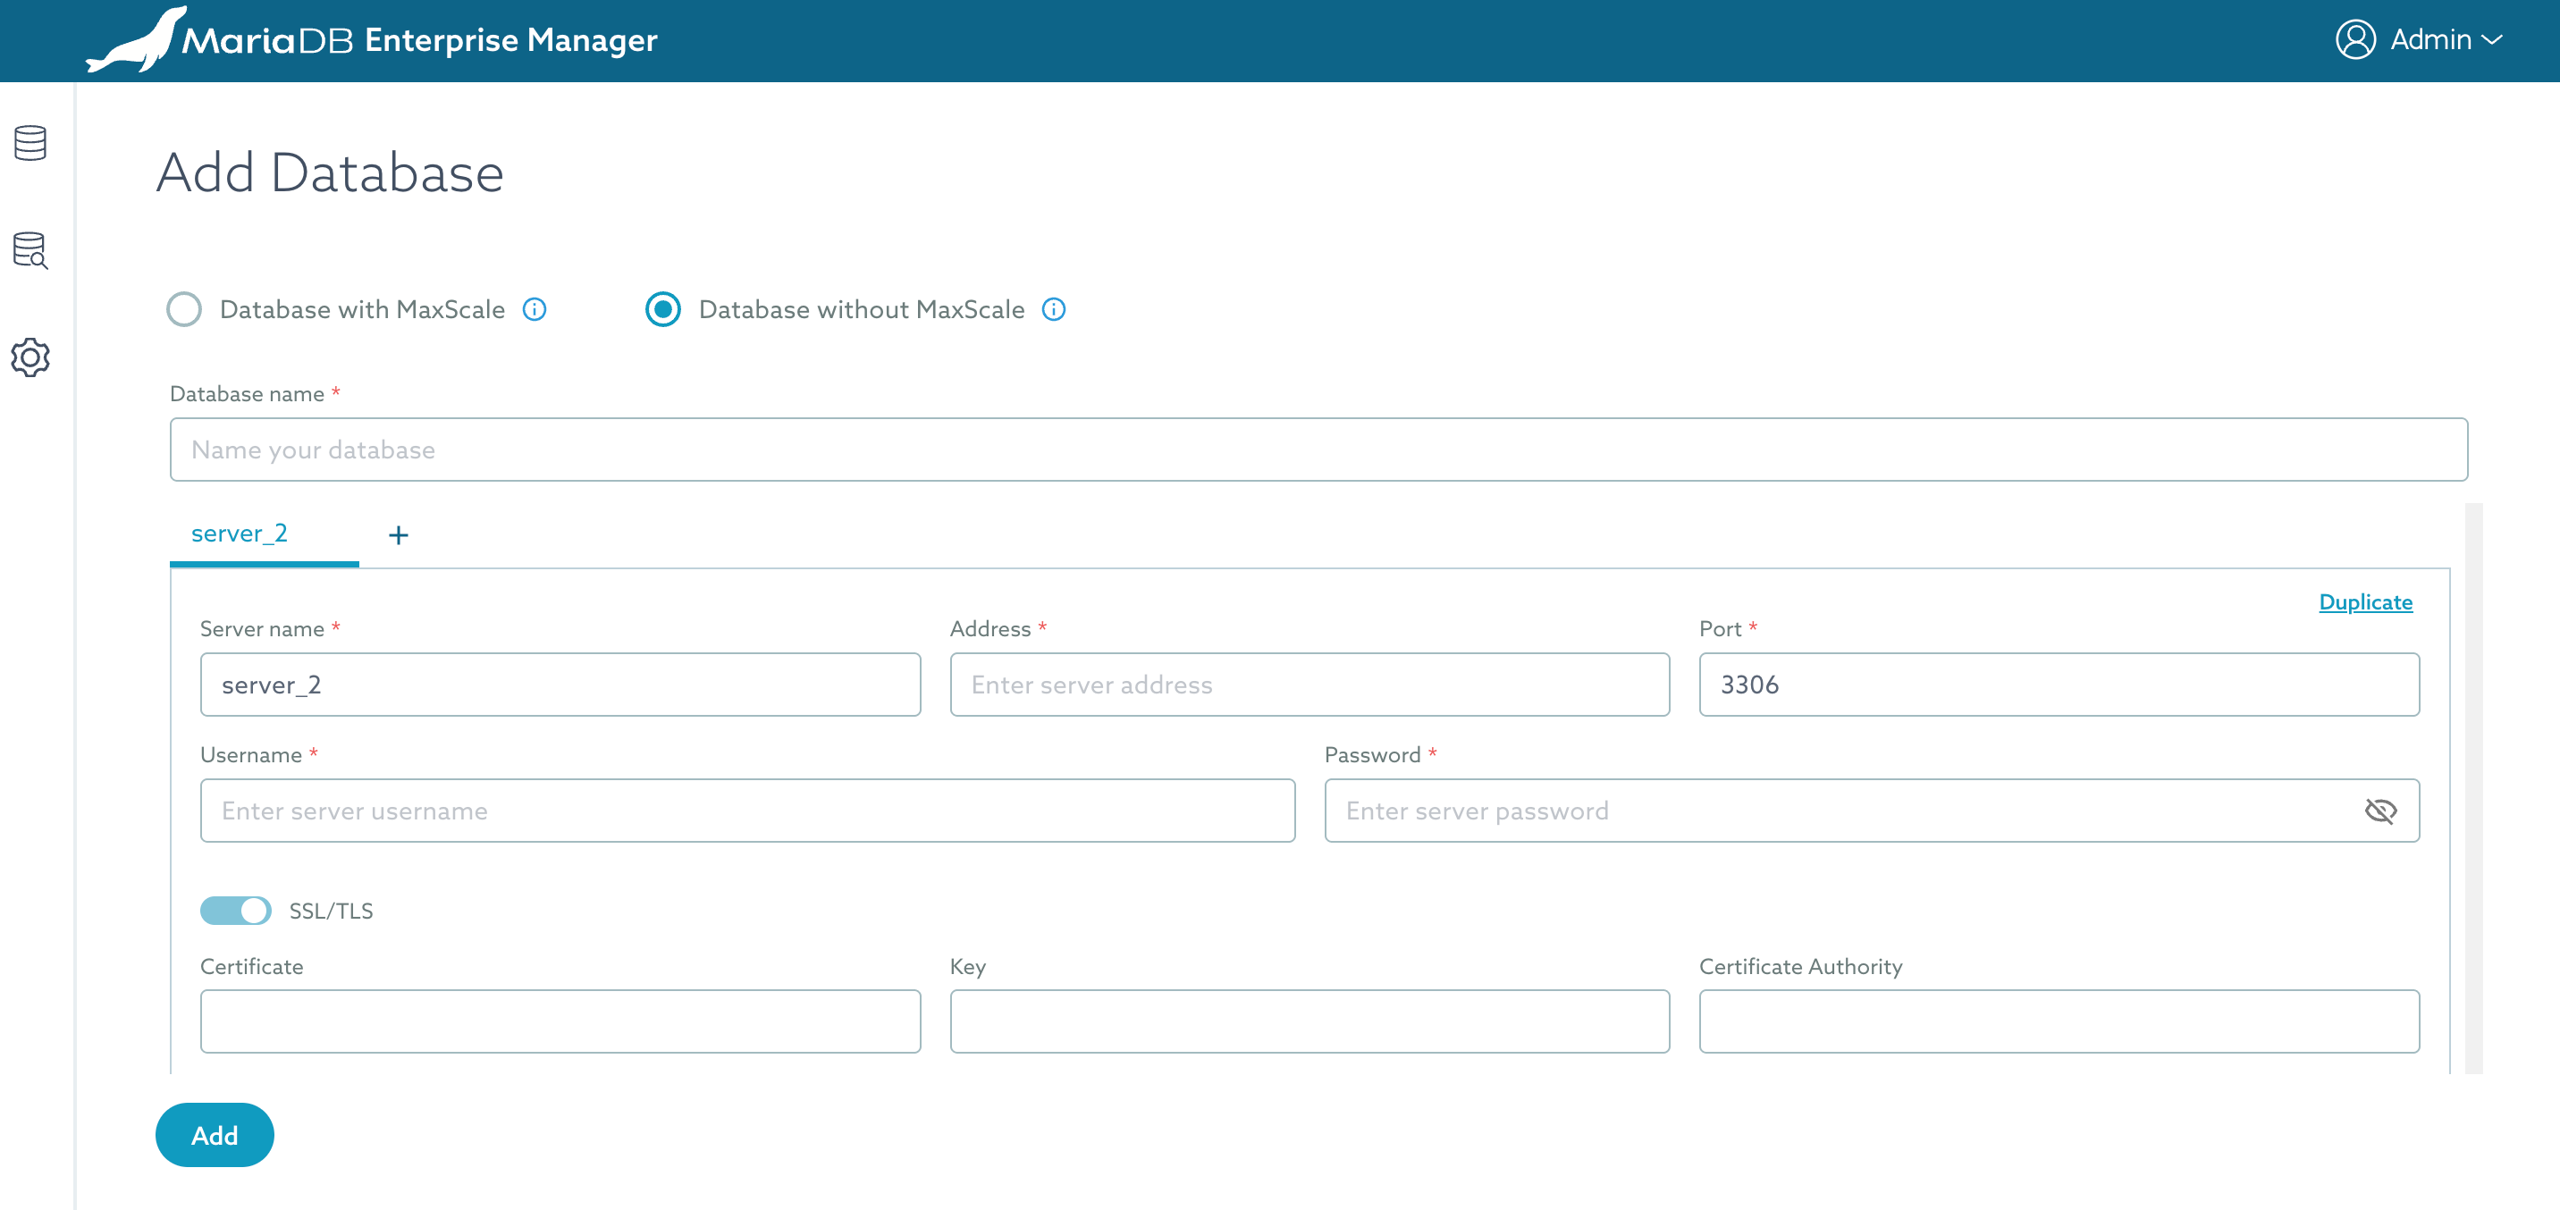 MariaDB Enterprise Manager
Admin
Add Database
Database with MaxScale
Database without MaxScale
Database name *
Name your database
server_2 +
Duplicate
Server name * Address * Port *
server_2 Enter server address 3306
Username * Password *
Enter server username Enter server password
SSL/TLS
Certificate Key Certificate Authority
Add